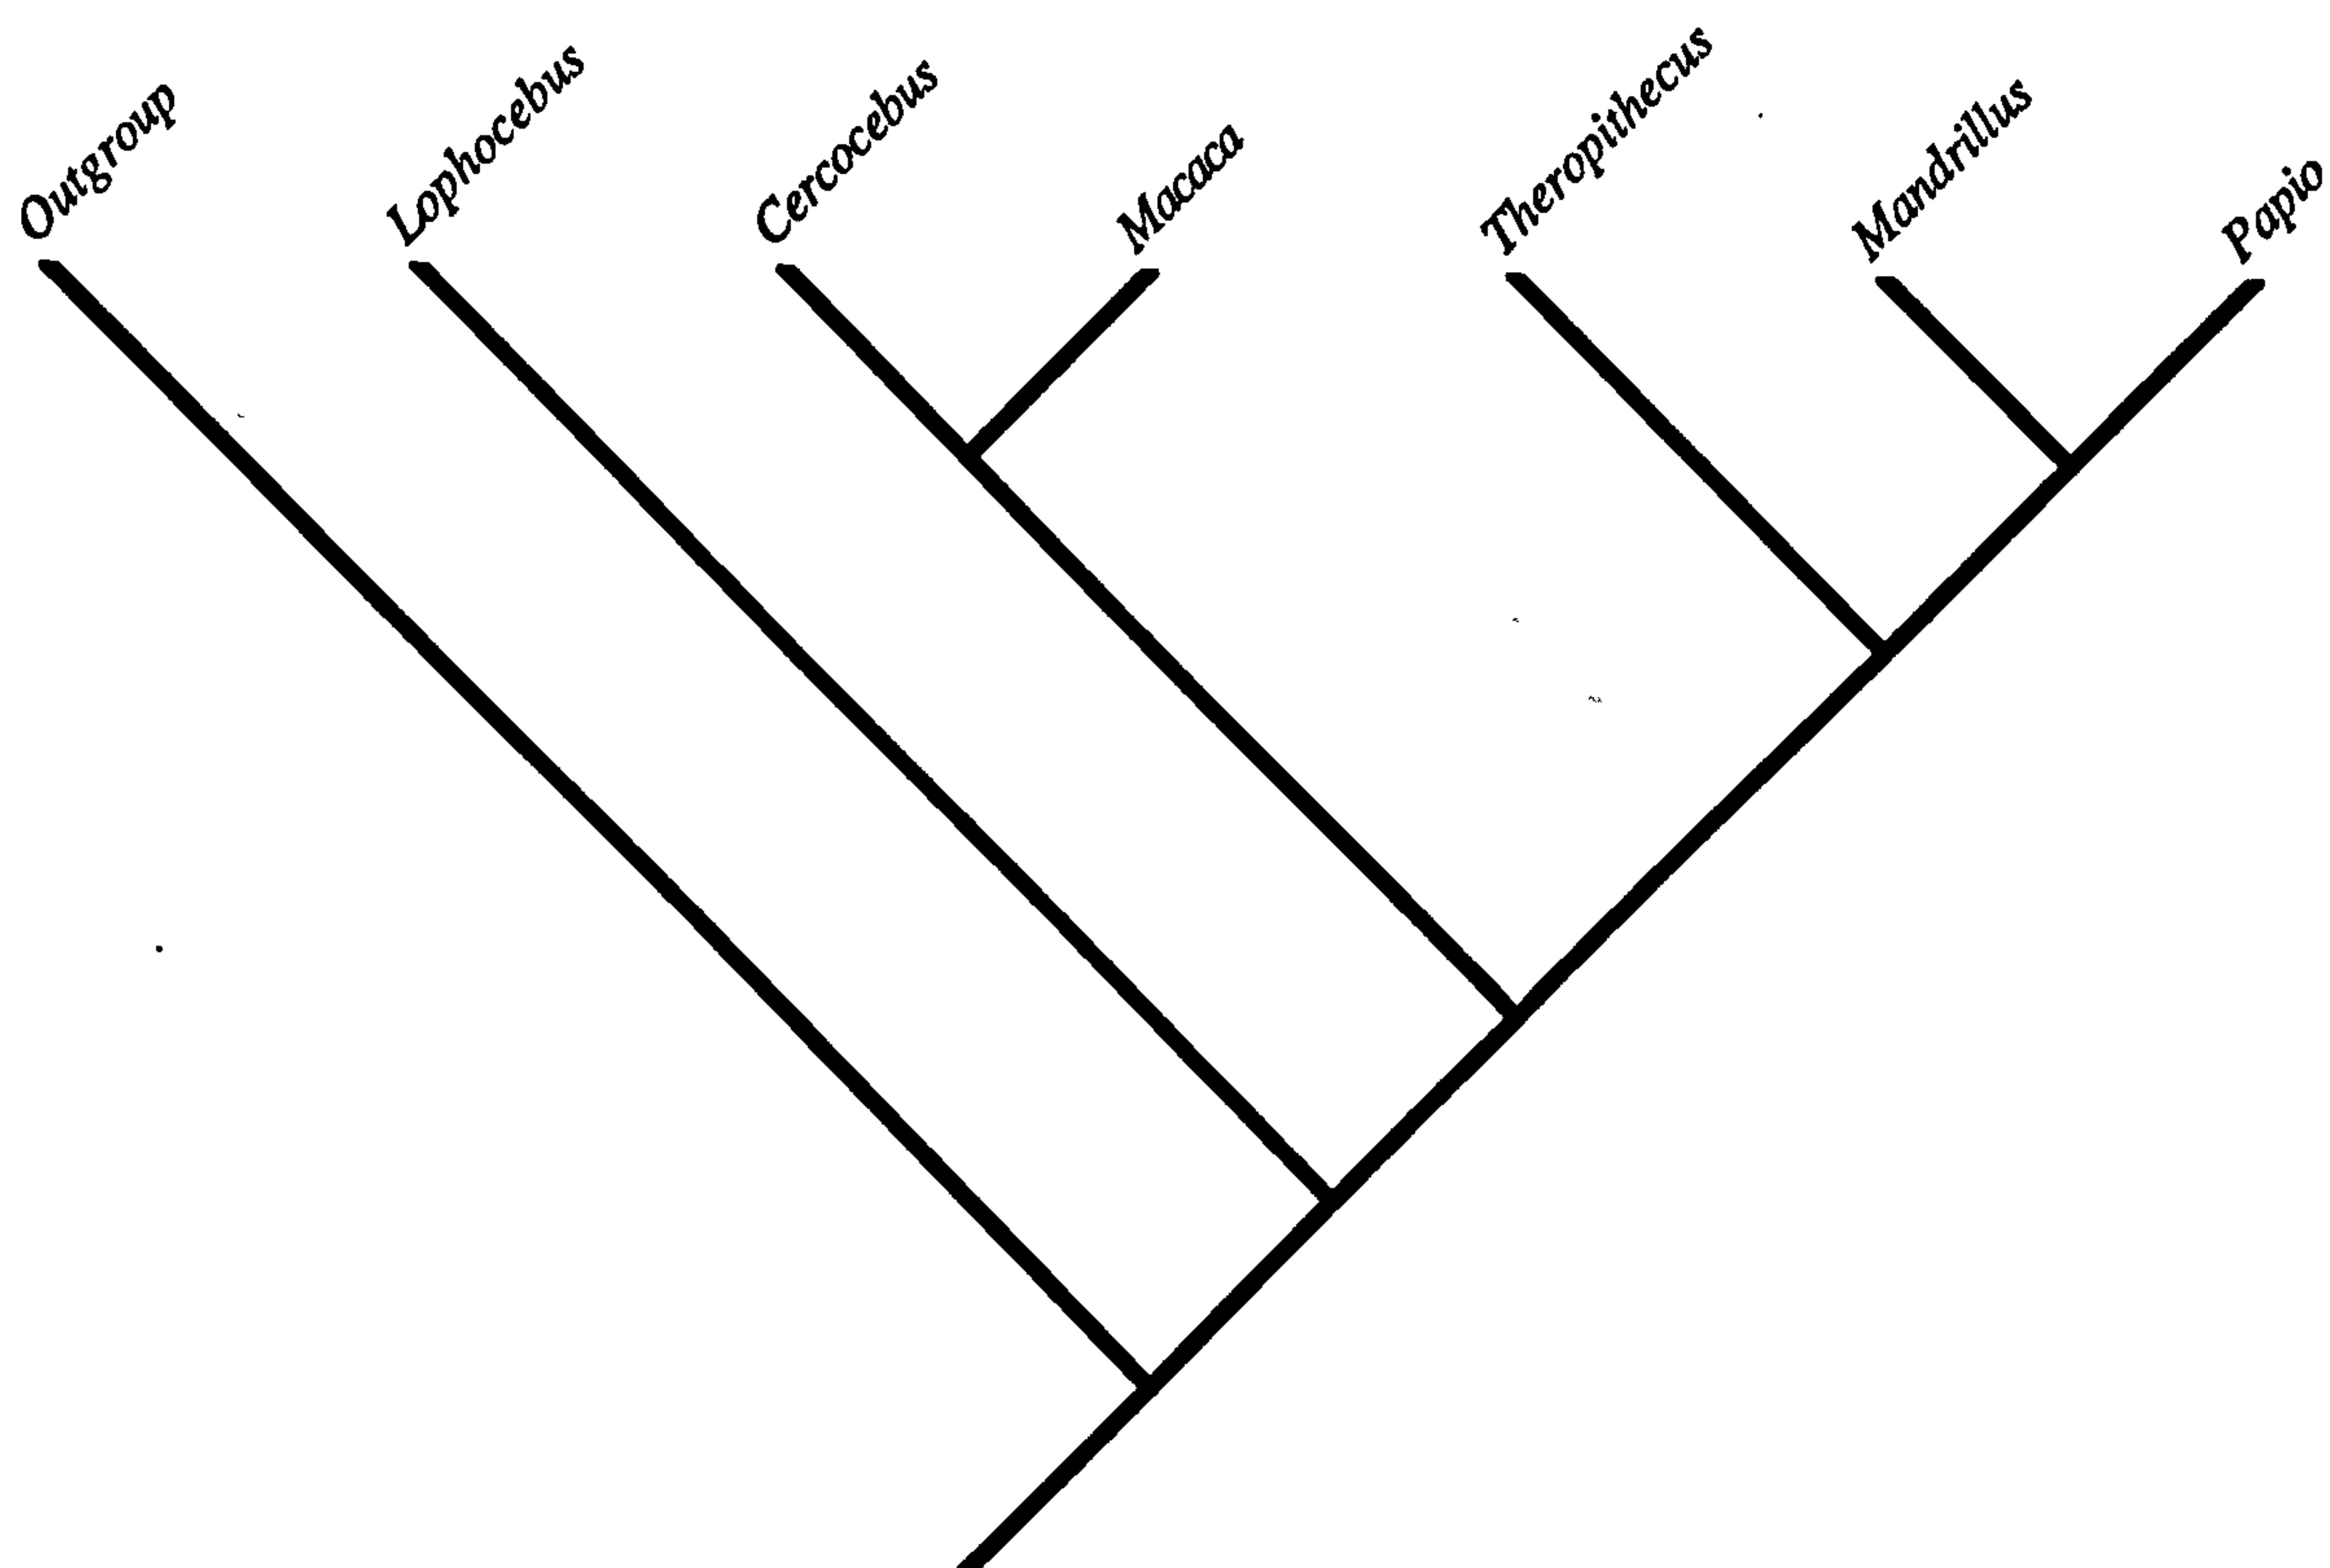 Outgroup
Lophocebus
Cercocebus
Macaca
Theropithecus
Mandrillus
Papio